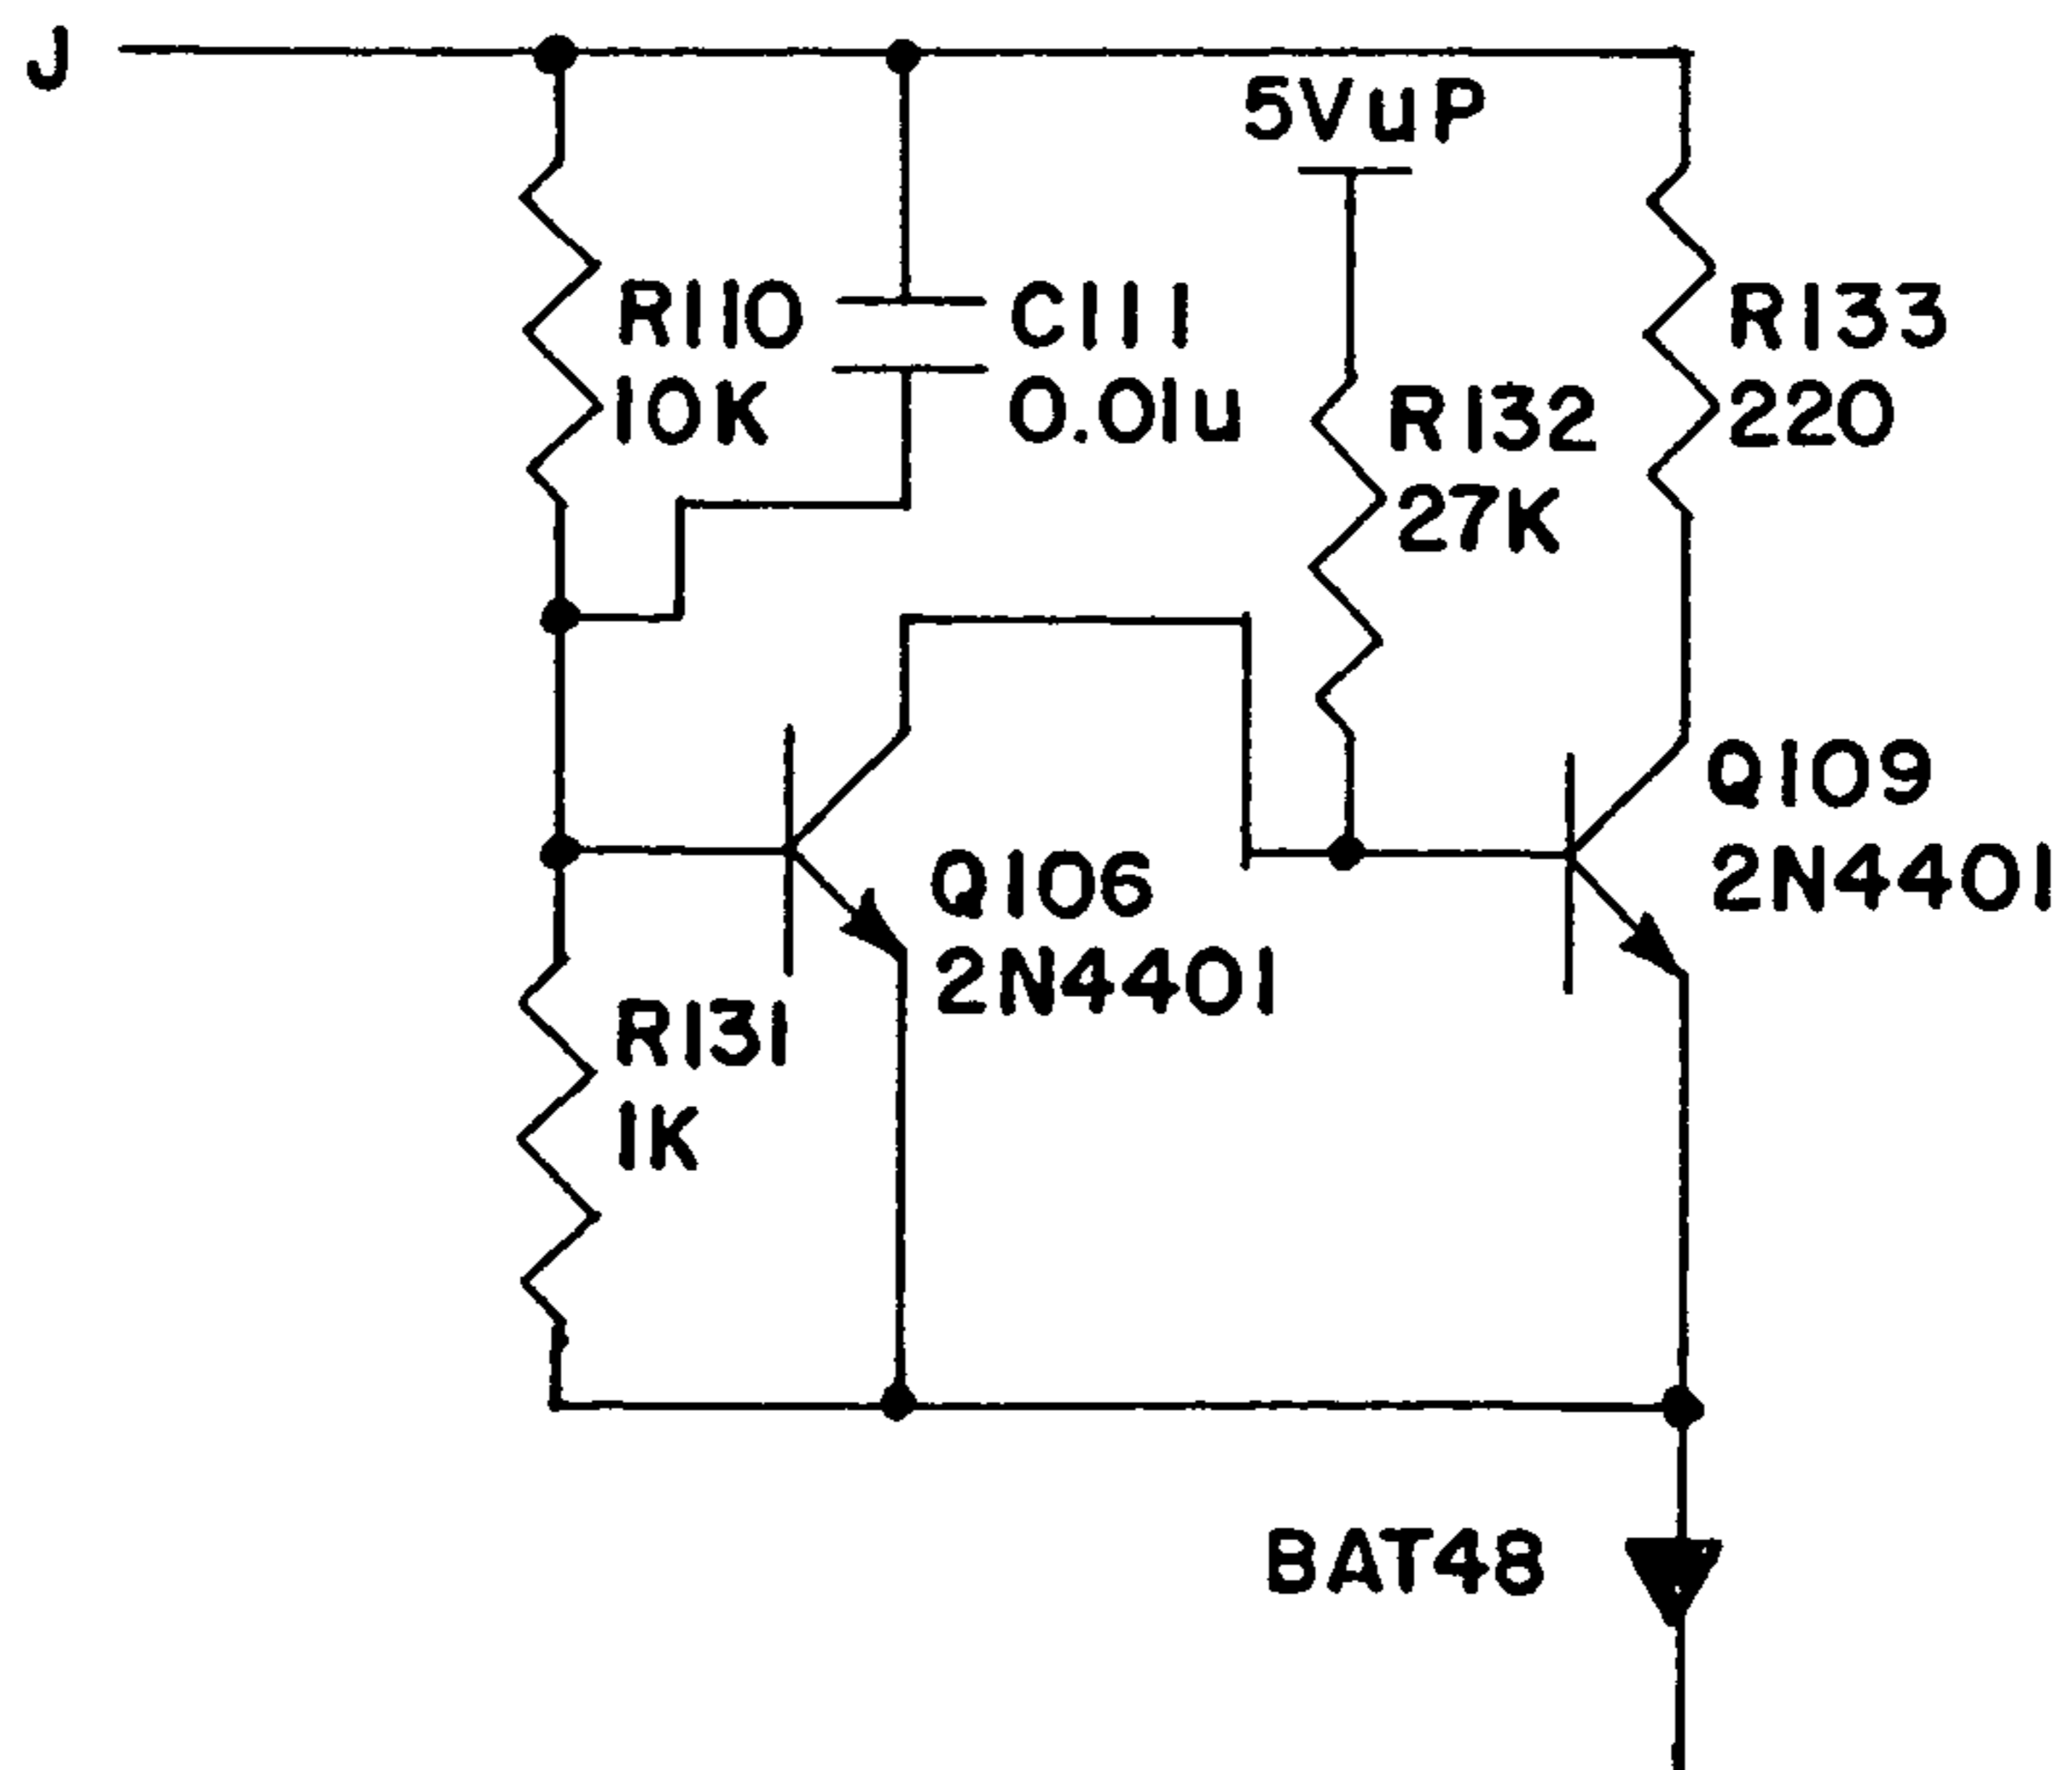 J
5VuP
R110
10K
C111
0.01u
R132
27K
R133
220
Q106
2N4401
Q109
2N4401
R131
1K
BAT48